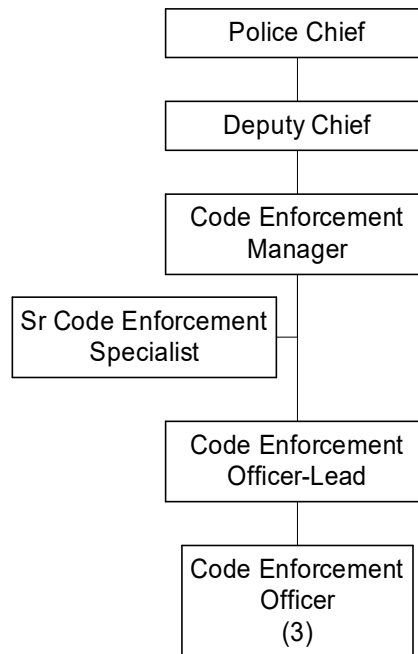 Police Chief
Deputy Chief
Code Enforcement
Manager
Sr Code Enforcement
Specialist
Code Enforcement
Officer-Lead
Code Enforcement
Officer
(3)